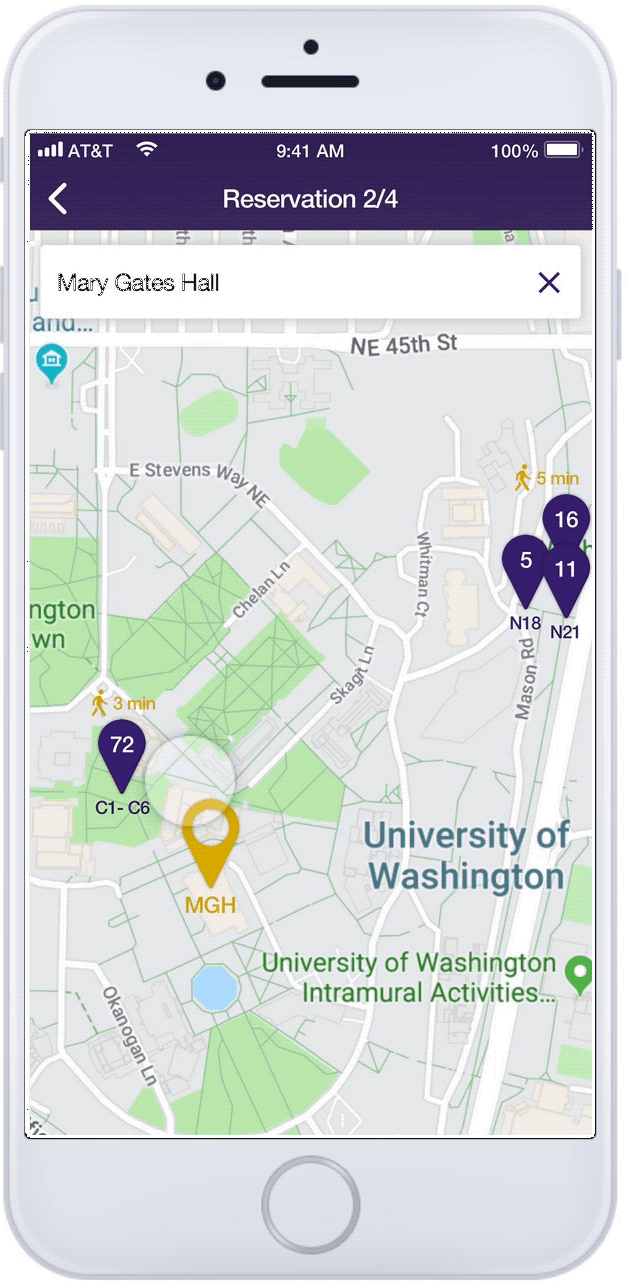 AT&T
9:41 AM
100%
Reservation 2/4
Mary Gates Hall
and...
NE 45th St
E Stevens Way NE
5 min
16
5
11
N18
N21
Whitman Ct
Chelan Ln
ngton
wn
Skagit Ln
Mason Rd
3 min
72
C1- C6
MGH
University of
Washington
University of Washington
Intramural Activities...
Okanogan Ln